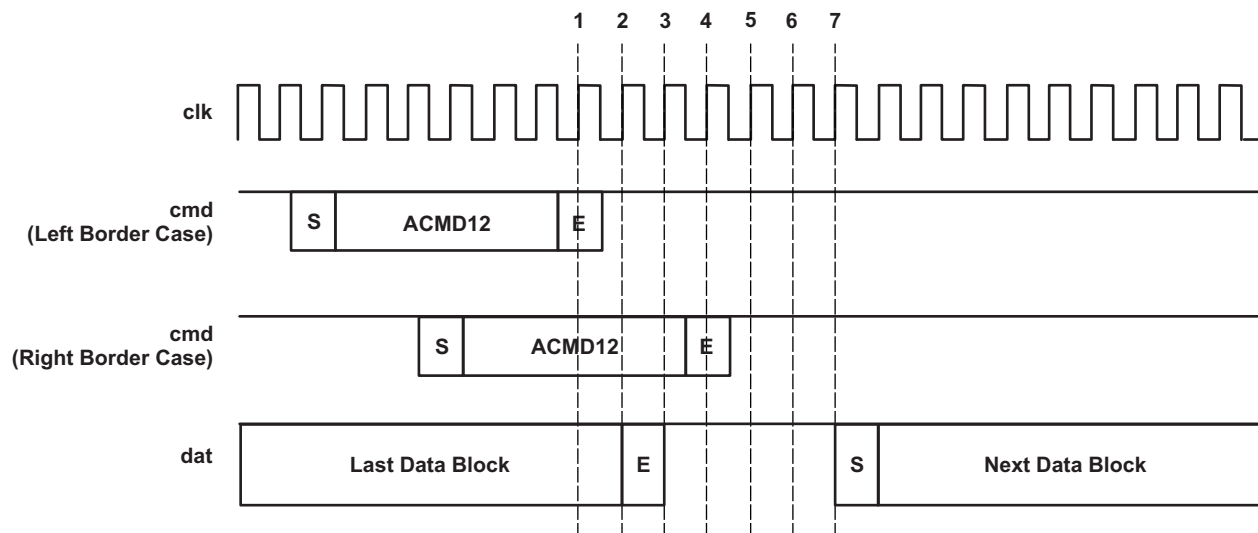 1 2 3 4 5 6 7
clk
cmd
(Left Border Case)
S ACMD12 E
cmd
(Right Border Case)
S ACMD12 E
dat
Last Data Block E S Next Data Block